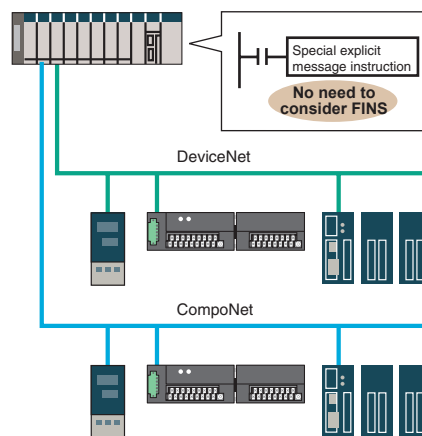 Special explicit
message instruction
No need to
consider FINS
DeviceNet
CompoNet